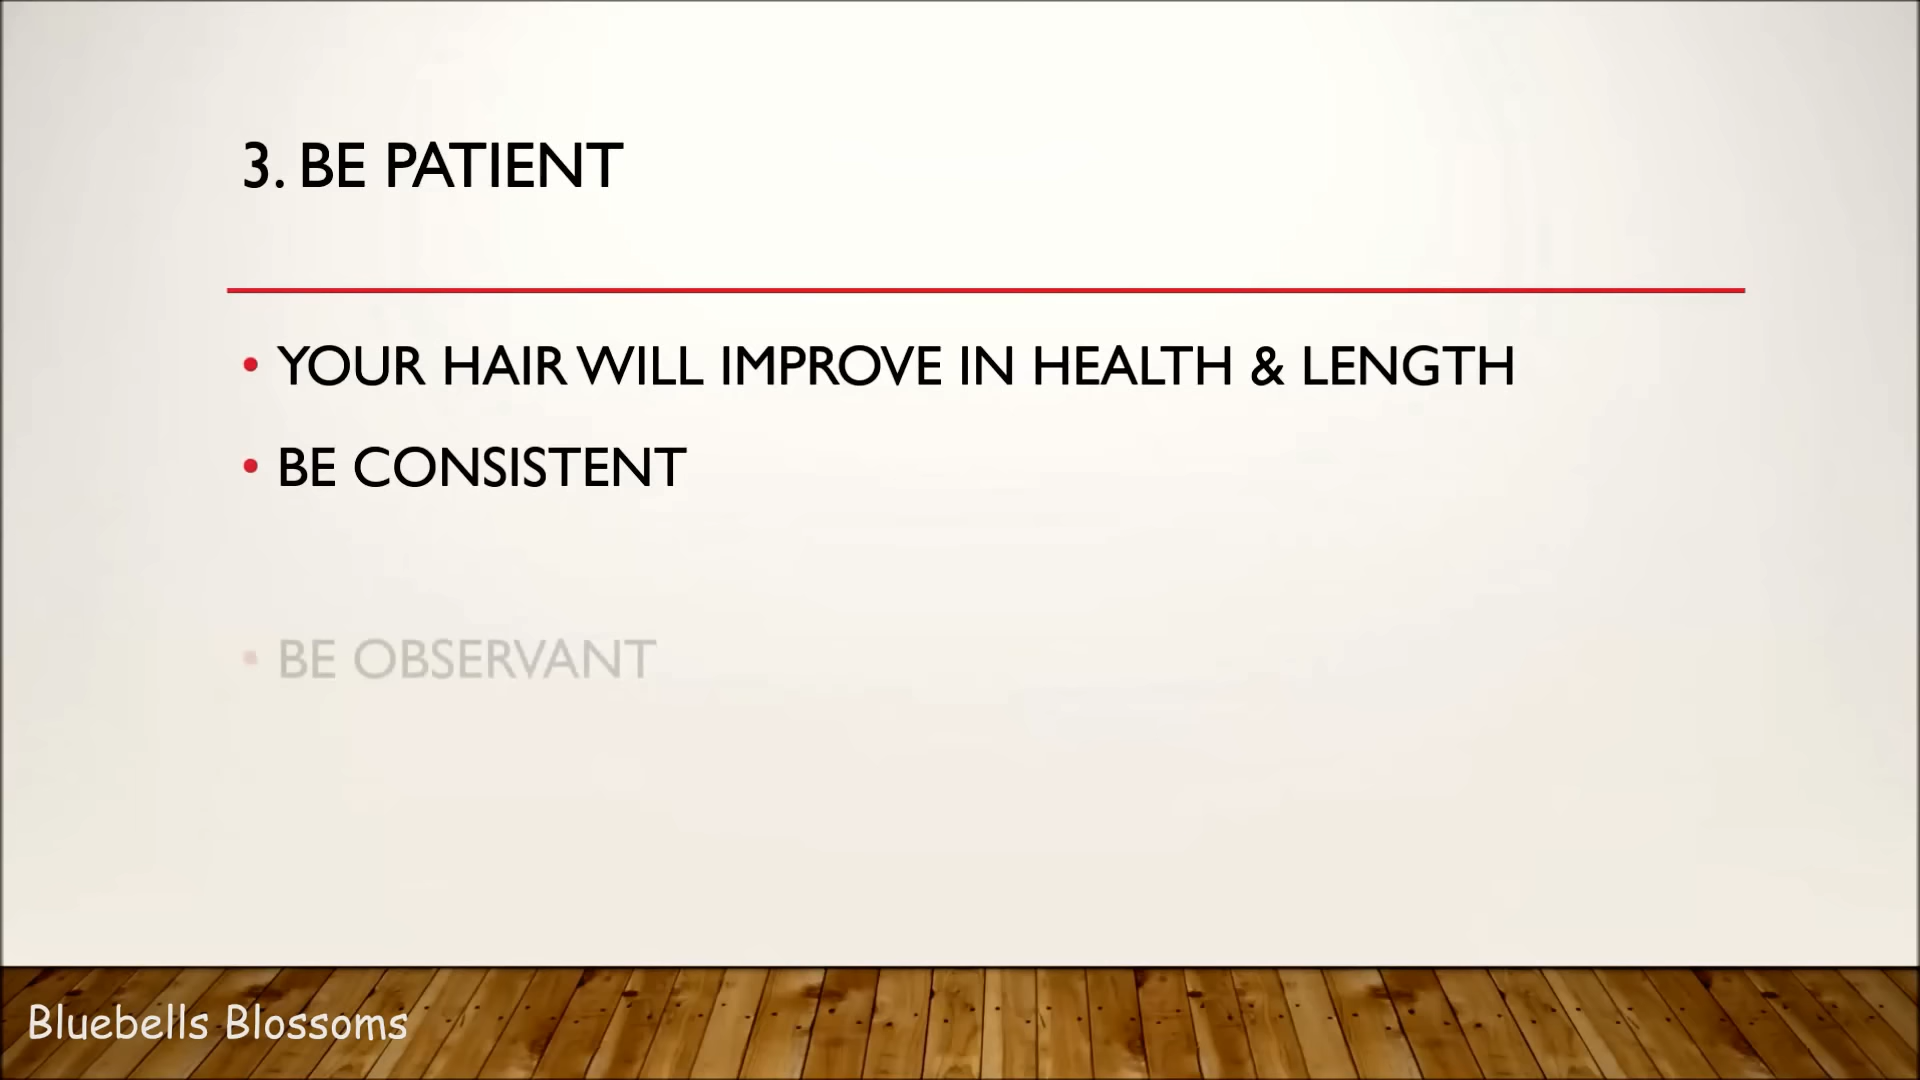 3. BE PATIENT
• YOUR HAIR WILL IMPROVE IN HEALTH & LENGTH
• BE CONSISTENT
• BE OBSERVANT
Bluebells Blossoms